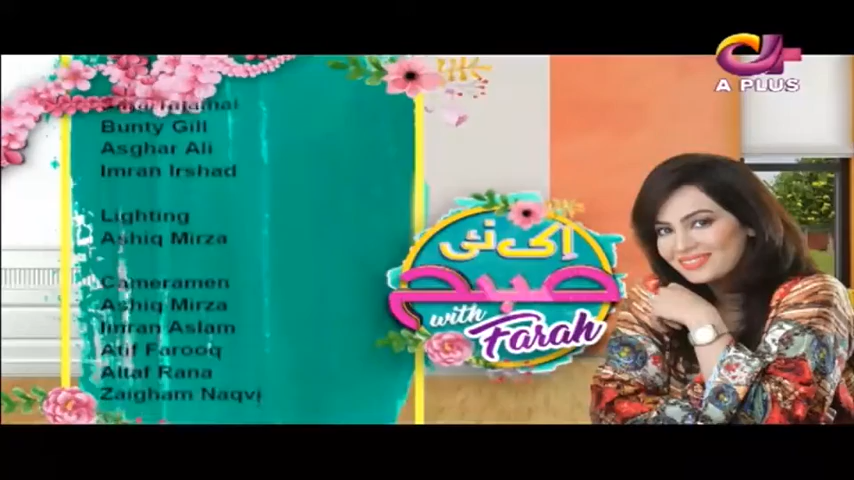 A PLUS
Bunty Gill
Asghar Ali
Imran Irshad
Lighting
Ashiq Mirza
Cameramen
Ashiq Mirza
Imran Aslam
Atif Farooq
Altaf Rana
Zaigham Naqvi
اِک نئی
صبح
with
Farah